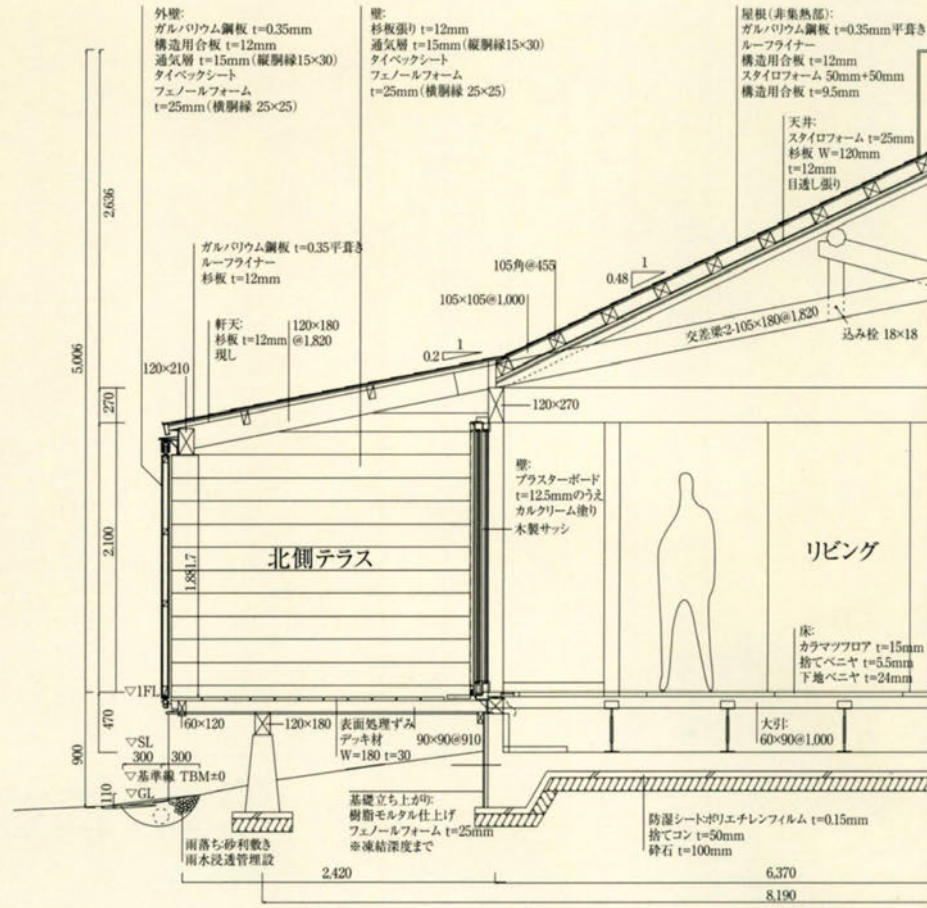 外壁:
ガルバリウム鋼板 t=0.35mm
構造用合板 t=12mm
通気層 t=15mm(縦胴縁15×30)
タイベックシート
フェノールフォーム
t=25mm(横胴縁 25×25)
壁:
杉板張り t=12mm
通気層 t=15mm(縦胴縁15×30)
タイベックシート
フェノールフォーム
t=25mm(横胴縁 25×25)
屋根(非集熱部):
ガルバリウム鋼板 t=0.35mm平葺き
ルーフライナー
構造用合板 t=12mm
スタイロフォーム 50mm+50mm
構造用合板 t=9.5mm
天井:
スタイロフォーム t=25mm
杉板 W=120mm
t=12mm
目透し張り
2,636
ガルバリウム鋼板 t=0.35平葺き
ルーフライナー
杉板 t=12mm
105角@455
1
0.48
105×105@1,000
交差梁:2-105×180@1,820
込み栓 18×18
軒天:
杉板 t=12mm
現し
120×180
@1,820
1
0.2
5,006
120×210
270
120×270
壁:
プラスターボード
t=12.5mmのうえ
カルクリーム塗り
木製サッシ
2,100
1,881.7
北側テラス
リビング
床:
カラマツフロア t=15mm
捨てベニヤ t=5.5mm
下地ベニヤ t=24mm
▽1FL
470
60×120
120×180
表面処理ずみ
デッキ材
W=180 t=30
90×90@910
大引:
60×90@1,000
900
▽SL
300
300
▽基準線 TBM±0
▽GL
110
基礎立ち上がり:
樹脂モルタル仕上げ
フェノールフォーム t=25mm
※凍結深度まで
防湿シート:ポリエチレンフィルム t=0.15mm
捨てコン t=50mm
砕石 t=100mm
雨落ち:砂利敷き
雨水浸透管埋設
2,420
6,370
8,190